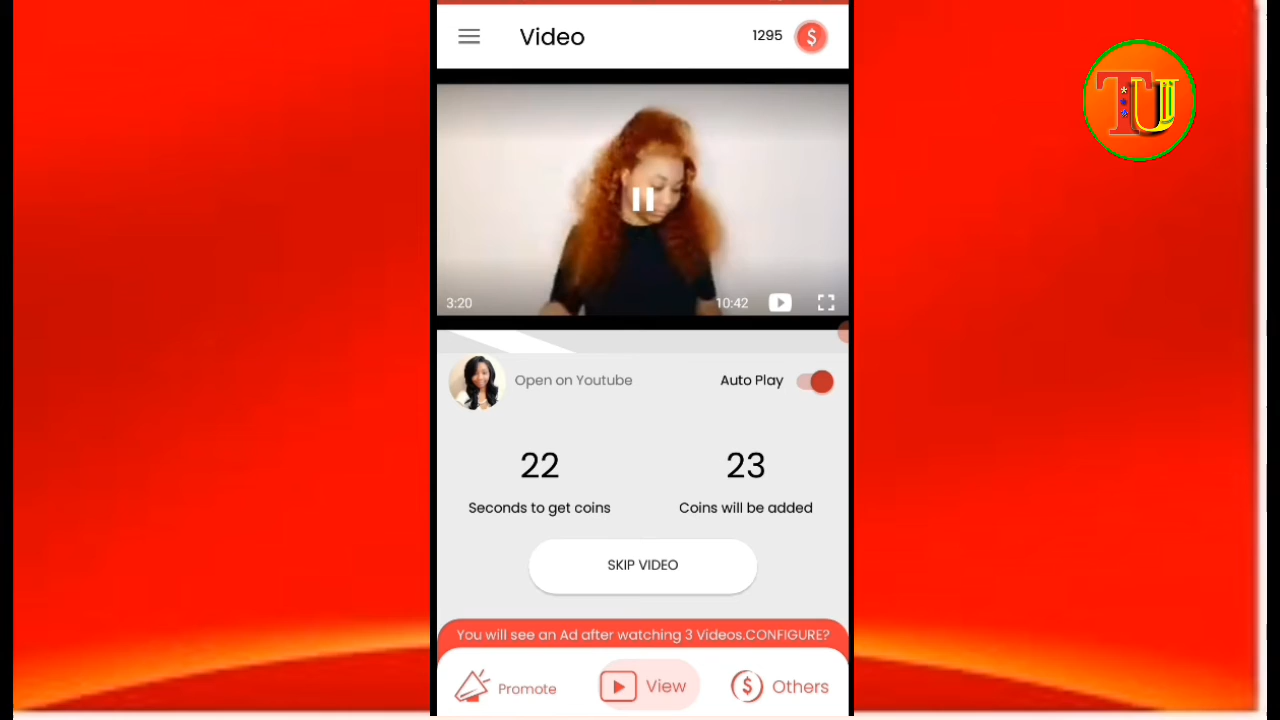 Video
1295
$
TU
3:20
10:42
Open on Youtube
Auto Play
22
23
Seconds to get coins
Coins will be added
SKIP VIDEO
You will see an Ad after watching 3 Videos.CONFIGURE?
Promote
View
$
Others